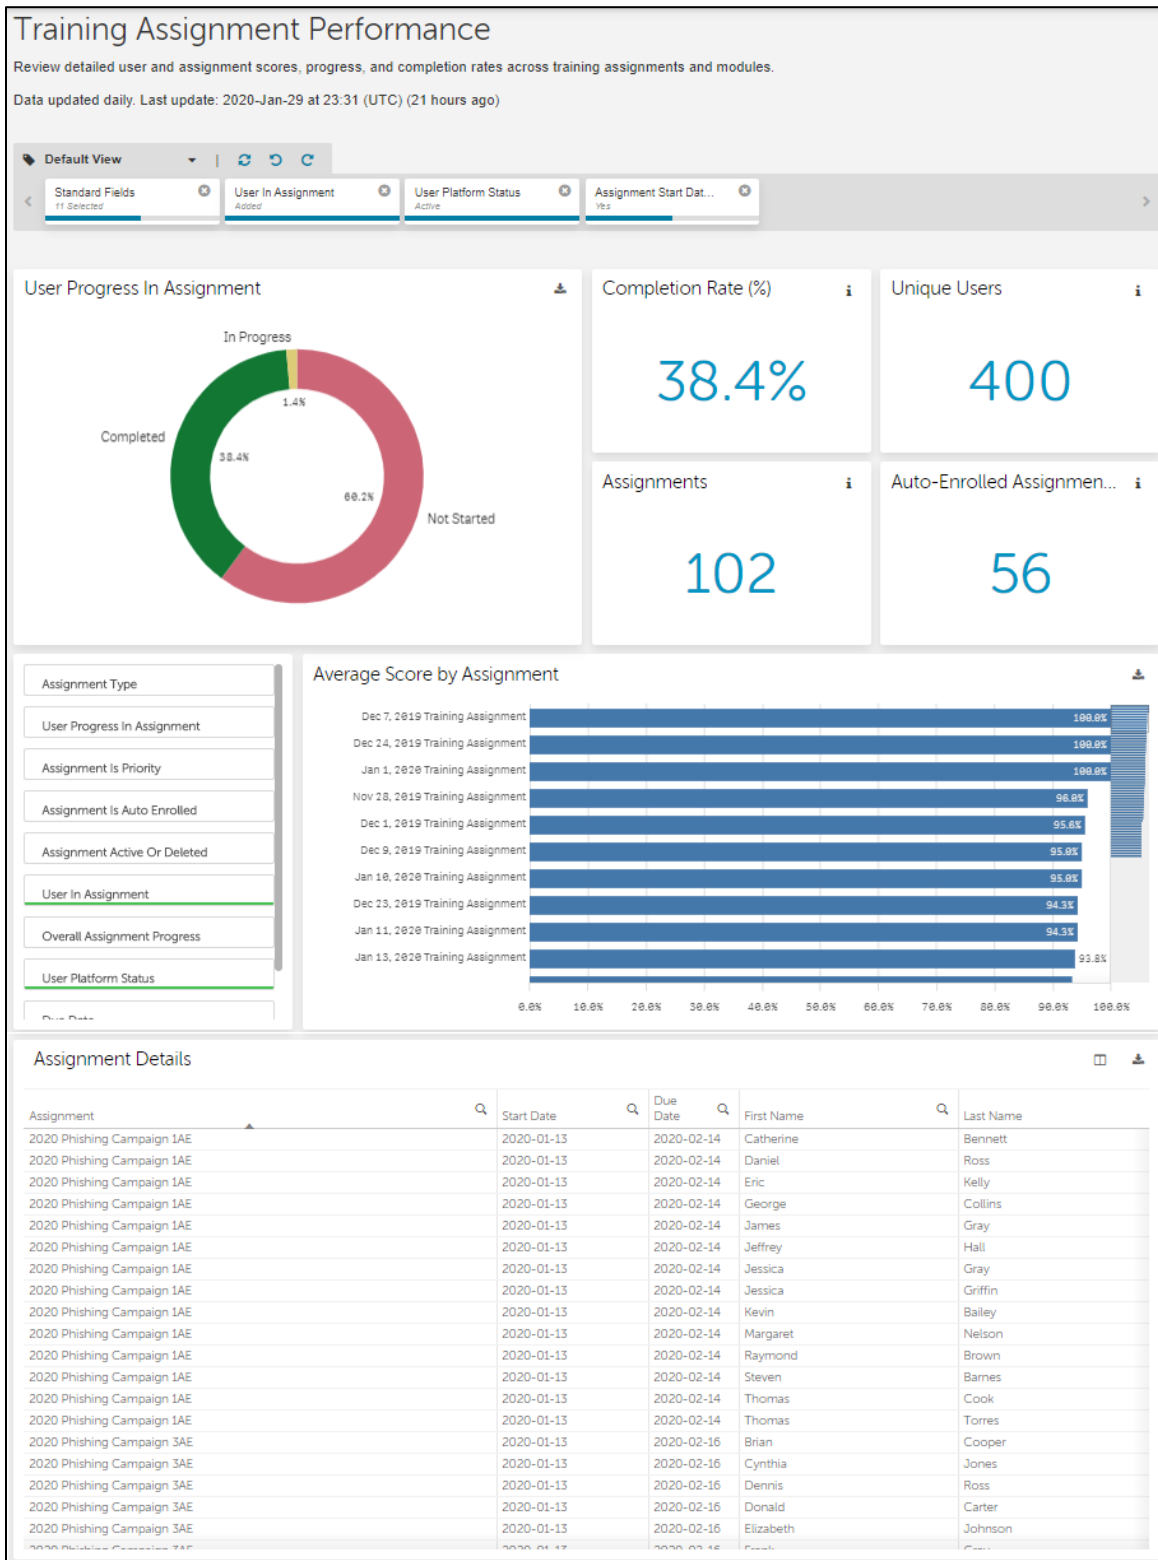 Training Assignment Performance
Review detailed user and assignment scores, progress, and completion rates across training assignments and modules.
Data updated daily. Last update: 2020-Jan-29 at 23:31 (UTC) (21 hours ago)
Default View
Standard Fields
11 Selected
User In Assignment
Added
User Platform Status
Active
Assignment Start Dat...
Yes
User Progress In Assignment
In Progress
1.4%
Completed
38.4%
60.2%
Not Started
Completion Rate (%)
38.4%
Unique Users
400
Assignments
102
Auto-Enrolled Assignmen...
56
Assignment Type
User Progress In Assignment
Assignment Is Priority
Assignment Is Auto Enrolled
Assignment Active Or Deleted
User In Assignment
Overall Assignment Progress
User Platform Status
Due Date
Average Score by Assignment
Dec 7, 2019 Training Assignment 100.0%
Dec 24, 2019 Training Assignment 100.0%
Jan 1, 2020 Training Assignment 100.0%
Nov 28, 2019 Training Assignment 96.0%
Dec 1, 2019 Training Assignment 95.6%
Dec 9, 2019 Training Assignment 95.0%
Jan 10, 2020 Training Assignment 95.0%
Dec 23, 2019 Training Assignment 94.3%
Jan 11, 2020 Training Assignment 94.3%
Jan 13, 2020 Training Assignment 93.8%
0.0% 10.0% 20.0% 30.0% 40.0% 50.0% 60.0% 70.0% 80.0% 90.0% 100.0%
Assignment Details
Assignment Start Date Due Date First Name Last Name
2020 Phishing Campaign 1AE 2020-01-13 2020-02-14 Catherine Bennett
2020 Phishing Campaign 1AE 2020-01-13 2020-02-14 Daniel Ross
2020 Phishing Campaign 1AE 2020-01-13 2020-02-14 Eric Kelly
2020 Phishing Campaign 1AE 2020-01-13 2020-02-14 George Collins
2020 Phishing Campaign 1AE 2020-01-13 2020-02-14 James Gray
2020 Phishing Campaign 1AE 2020-01-13 2020-02-14 Jeffrey Hall
2020 Phishing Campaign 1AE 2020-01-13 2020-02-14 Jessica Gray
2020 Phishing Campaign 1AE 2020-01-13 2020-02-14 Jessica Griffin
2020 Phishing Campaign 1AE 2020-01-13 2020-02-14 Kevin Bailey
2020 Phishing Campaign 1AE 2020-01-13 2020-02-14 Margaret Nelson
2020 Phishing Campaign 1AE 2020-01-13 2020-02-14 Raymond Brown
2020 Phishing Campaign 1AE 2020-01-13 2020-02-14 Steven Barnes
2020 Phishing Campaign 1AE 2020-01-13 2020-02-14 Thomas Cook
2020 Phishing Campaign 1AE 2020-01-13 2020-02-14 Thomas Torres
2020 Phishing Campaign 3AE 2020-01-13 2020-02-16 Brian Cooper
2020 Phishing Campaign 3AE 2020-01-13 2020-02-16 Cynthia Jones
2020 Phishing Campaign 3AE 2020-01-13 2020-02-16 Dennis Ross
2020 Phishing Campaign 3AE 2020-01-13 2020-02-16 Donald Carter
2020 Phishing Campaign 3AE 2020-01-13 2020-02-16 Elizabeth Johnson